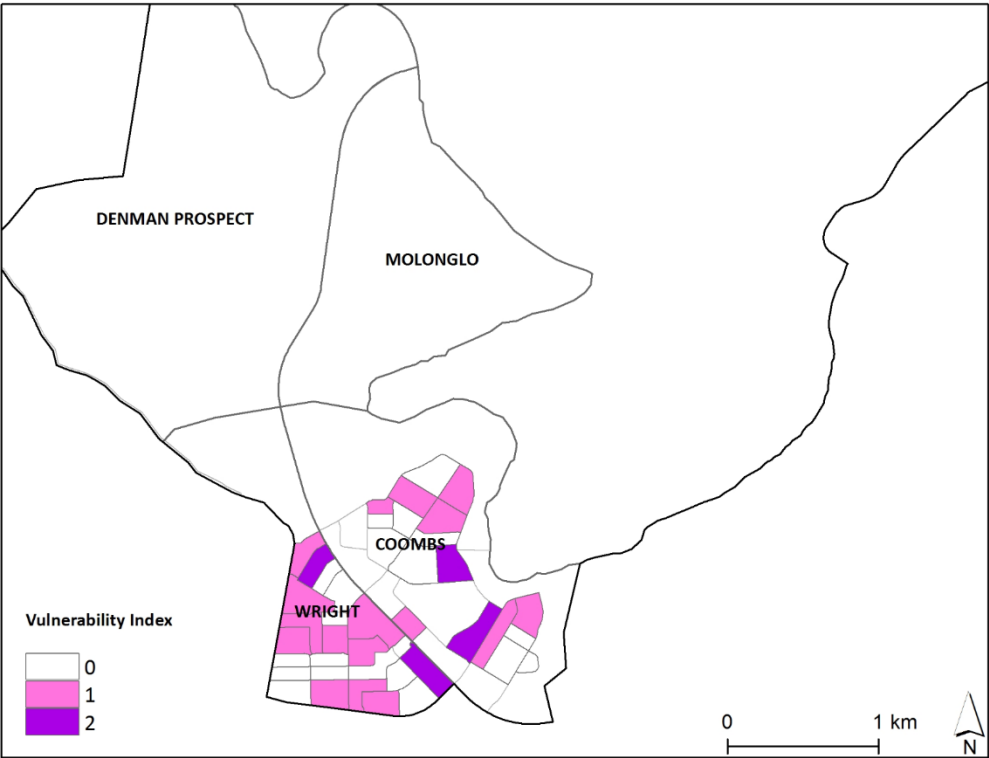 DENMAN PROSPECT
MOLONGLO
COOMBS
WRIGHT
Vulnerability Index
0
1
2
0 1 km
N